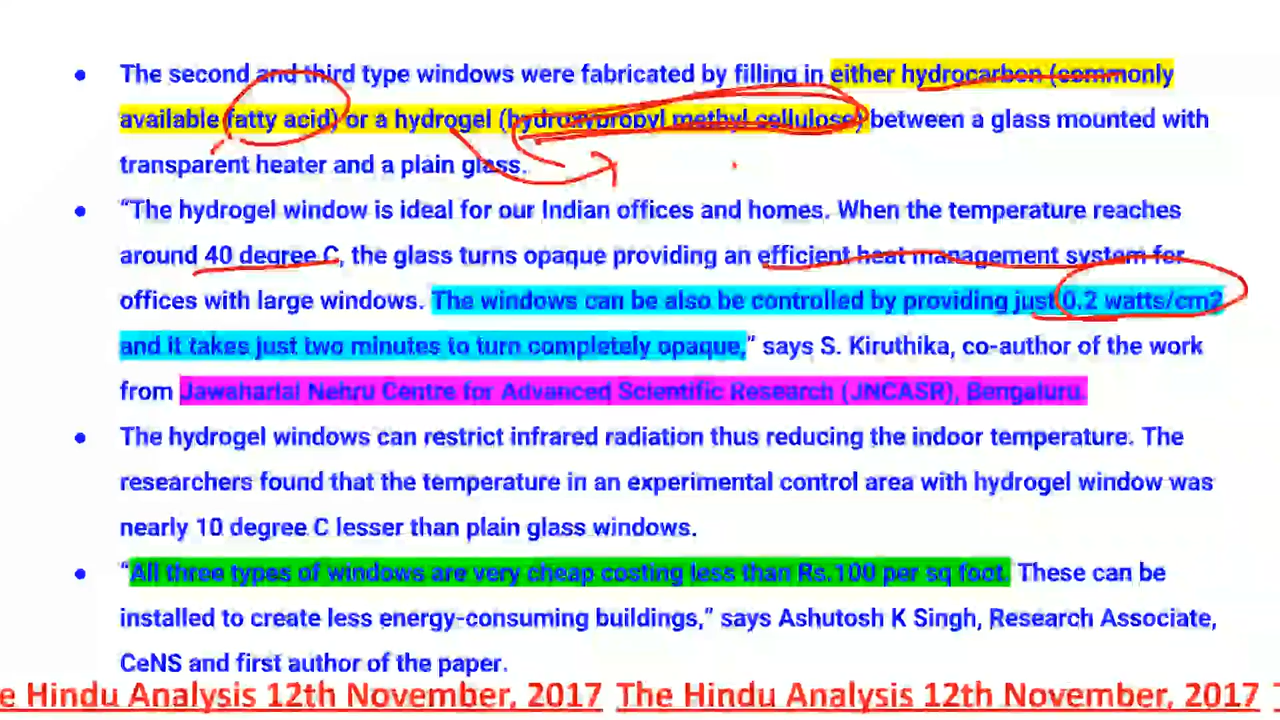 • The second and third type windows were fabricated by filling in either hydrocarbon (commonly
available fatty acid) or a hydrogel (hydroxypropyl methyl cellulose) between a glass mounted with
transparent heater and a plain glass.
• “The hydrogel window is ideal for our Indian offices and homes. When the temperature reaches
around 40 degree C, the glass turns opaque providing an efficient heat management system for
offices with large windows. The windows can be also be controlled by providing just 0.2 watts/cm2
and it takes just two minutes to turn completely opaque,” says S. Kiruthika, co-author of the work
from Jawaharlal Nehru Centre for Advanced Scientific Research (JNCASR), Bengaluru.
• The hydrogel windows can restrict infrared radiation thus reducing the indoor temperature. The
researchers found that the temperature in an experimental control area with hydrogel window was
nearly 10 degree C lesser than plain glass windows.
• “All three types of windows are very cheap costing less than Rs.100 per sq foot. These can be
installed to create less energy-consuming buildings,” says Ashutosh K Singh, Research Associate,
CeNS and first author of the paper.
e Hindu Analysis 12th November, 2017 The Hindu Analysis 12th November, 2017